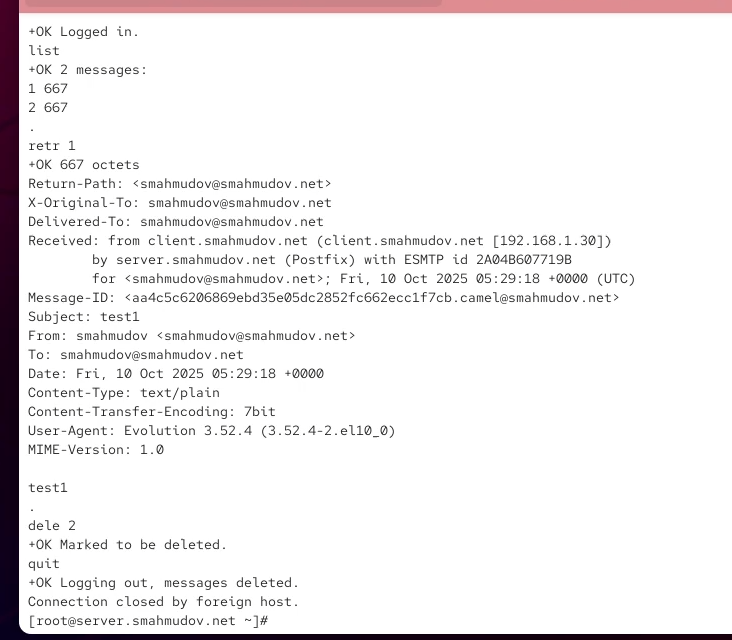 +OK Logged in.
list
+OK 2 messages:
1 667
2 667
.
retr 1
+OK 667 octets
Return-Path: <smahmudov@smahmudov.net>
X-Original-To: smahmudov@smahmudov.net
Delivered-To: smahmudov@smahmudov.net
Received: from client.smahmudov.net (client.smahmudov.net [192.168.1.30])
        by server.smahmudov.net (Postfix) with ESMTP id 2A04B607719B
        for <smahmudov@smahmudov.net>; Fri, 10 Oct 2025 05:29:18 +0000 (UTC)
Message-ID: <aa4c5c6206869ebd35e05dc2852fc662ecc1f7cb.camel@smahmudov.net>
Subject: test1
From: smahmudov <smahmudov@smahmudov.net>
To: smahmudov@smahmudov.net
Date: Fri, 10 Oct 2025 05:29:18 +0000
Content-Type: text/plain
Content-Transfer-Encoding: 7bit
User-Agent: Evolution 3.52.4 (3.52.4-2.el10_0)
MIME-Version: 1.0

test1
.
dele 2
+OK Marked to be deleted.
quit
+OK Logging out, messages deleted.
Connection closed by foreign host.
[root@server.smahmudov.net ~]#